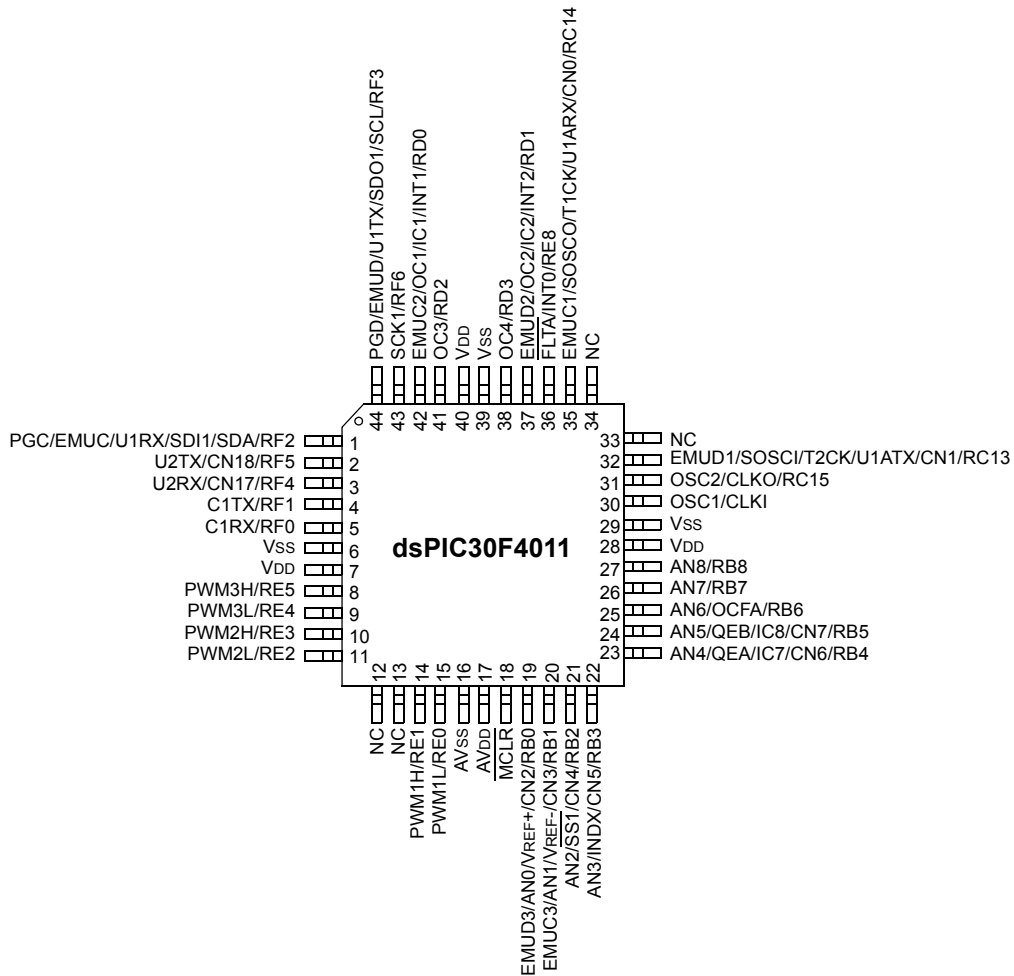 PGD/EMUD/U1TX/SDO1/SCL/RF3
SCK1/RF6
EMUC2/OC1/IC1/INT1/RD0
OC3/RD2
VDD
VSS
OC4/RD3
EMUD2/OC2/IC2/INT2/RD1
FLTA/INT0/RE8
EMUC1/SOSCO/T1CK/U1ARX/CN0/RC14
NC
44
43
42
41
40
39
38
37
36
35
34
PGC/EMUC/U1RX/SDI1/SDA/RF2 1
U2TX/CN18/RF5 2
U2RX/CN17/RF4 3
C1TX/RF1 4
C1RX/RF0 5
VSS 6
VDD 7
PWM3H/RE5 8
PWM3L/RE4 9
PWM2H/RE3 10
PWM2L/RE2 11
dsPIC30F4011
33 NC
32 EMUD1/SOSCI/T2CK/U1ATX/CN1/RC13
31 OSC2/CLKO/RC15
30 OSC1/CLKI
29 VSS
28 VDD
27 AN8/RB8
26 AN7/RB7
25 AN6/OCFA/RB6
24 AN5/QEB/IC8/CN7/RB5
23 AN4/QEA/IC7/CN6/RB4
12
13
14
15
16
17
18
19
20
21
22
NC
NC
PWM1H/RE1
PWM1L/RE0
AVSS
AVDD
MCLR
EMUD3/AN0/VREF+/CN2/RB0
EMUC3/AN1/VREF-/CN3/RB1
AN2/SS1/CN4/RB2
AN3/INDX/CN5/RB3